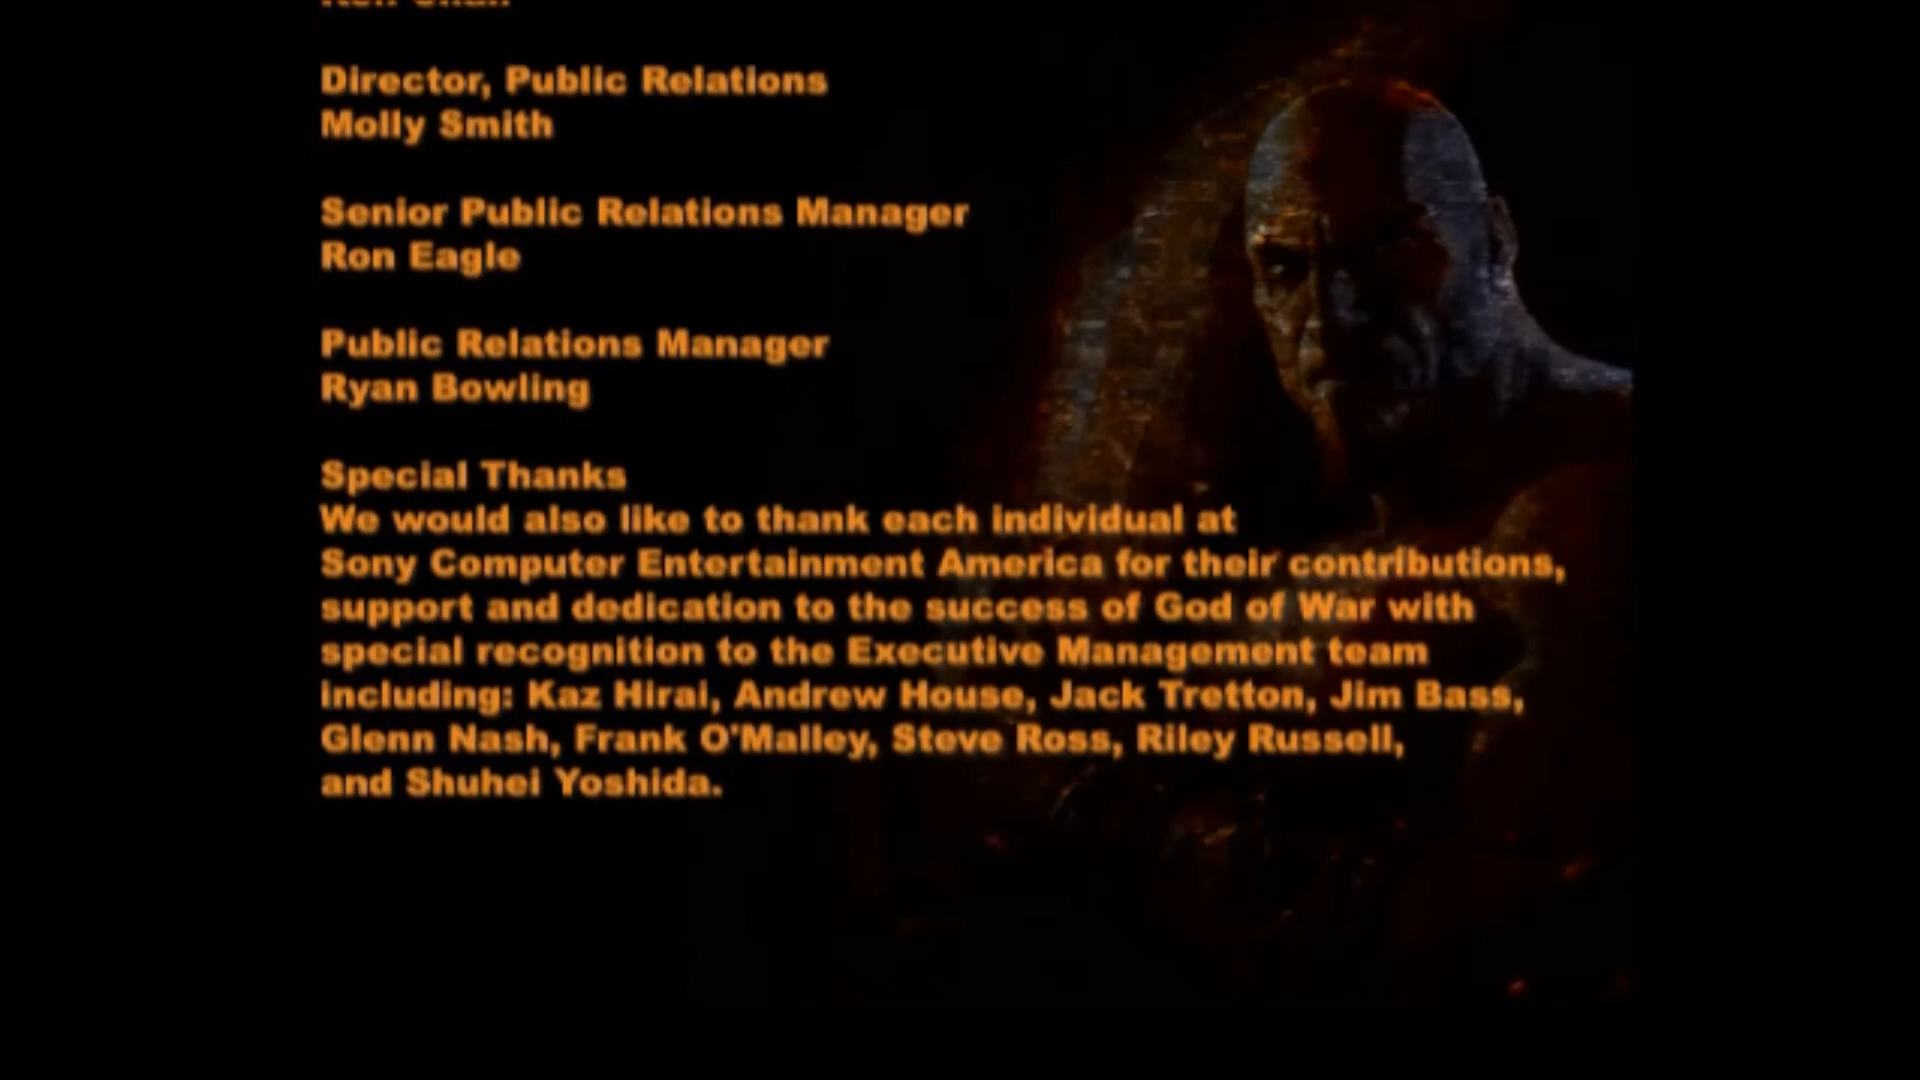 Director, Public Relations
Molly Smith
Senior Public Relations Manager
Ron Eagle
Public Relations Manager
Ryan Bowling
Special Thanks
We would also like to thank each individual at
Sony Computer Entertainment America for their contributions,
support and dedication to the success of God of War with
special recognition to the Executive Management team
including: Kaz Hirai, Andrew House, Jack Tretton, Jim Bass,
Glenn Nash, Frank O'Malley, Steve Ross, Riley Russell,
and Shuhei Yoshida.